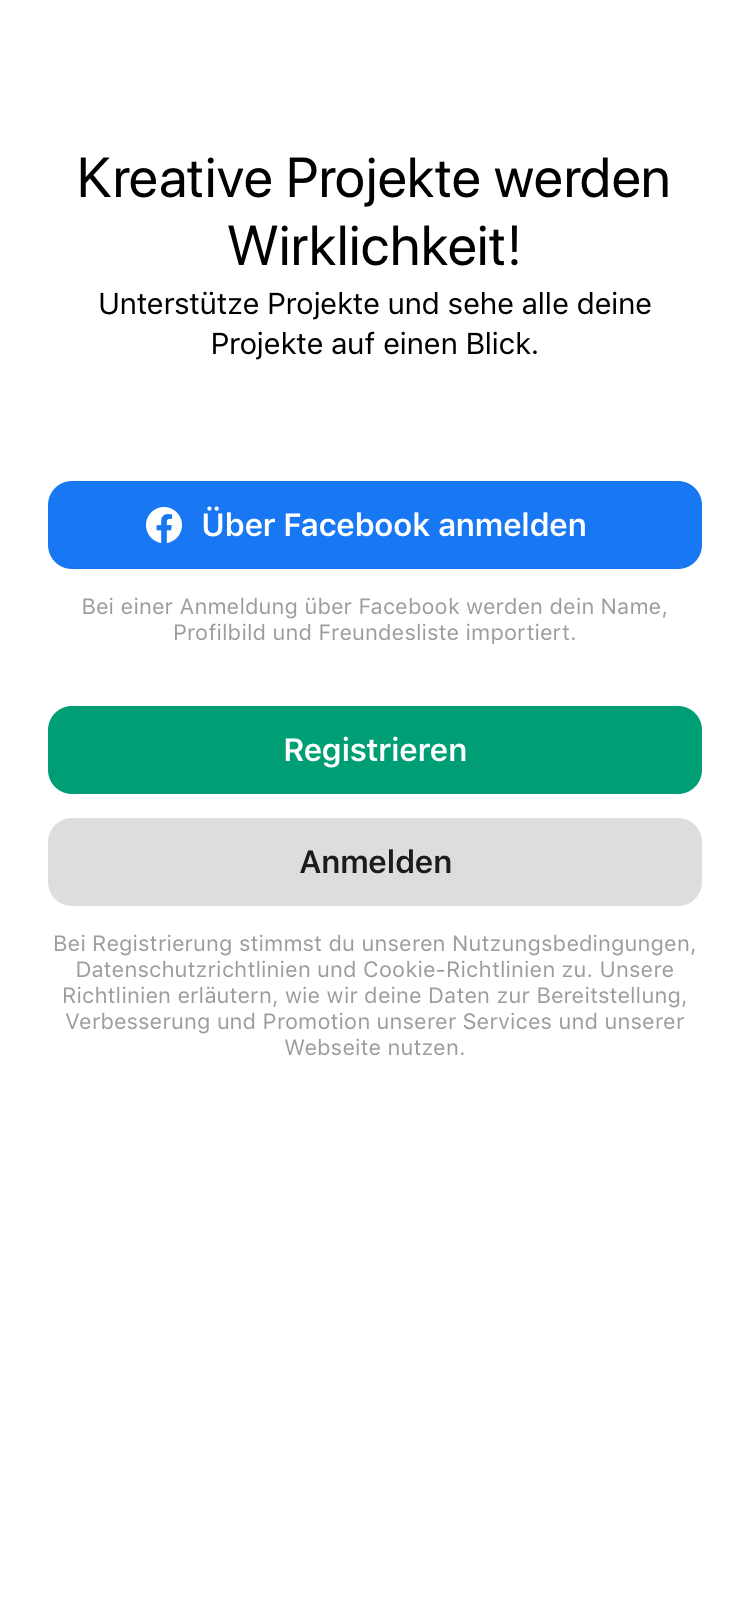 Kreative Projekte werden
Wirklichkeit!
Unterstütze Projekte und sehe alle deine
Projekte auf einen Blick.
Über Facebook anmelden
Bei einer Anmeldung über Facebook werden dein Name,
Profilbild und Freundesliste importiert.
Registrieren
Anmelden
Bei Registrierung stimmst du unseren Nutzungsbedingungen,
Datenschutzrichtlinien und Cookie-Richtlinien zu. Unsere
Richtlinien erläutern, wie wir deine Daten zur Bereitstellung,
Verbesserung und Promotion unserer Services und unserer
Webseite nutzen.